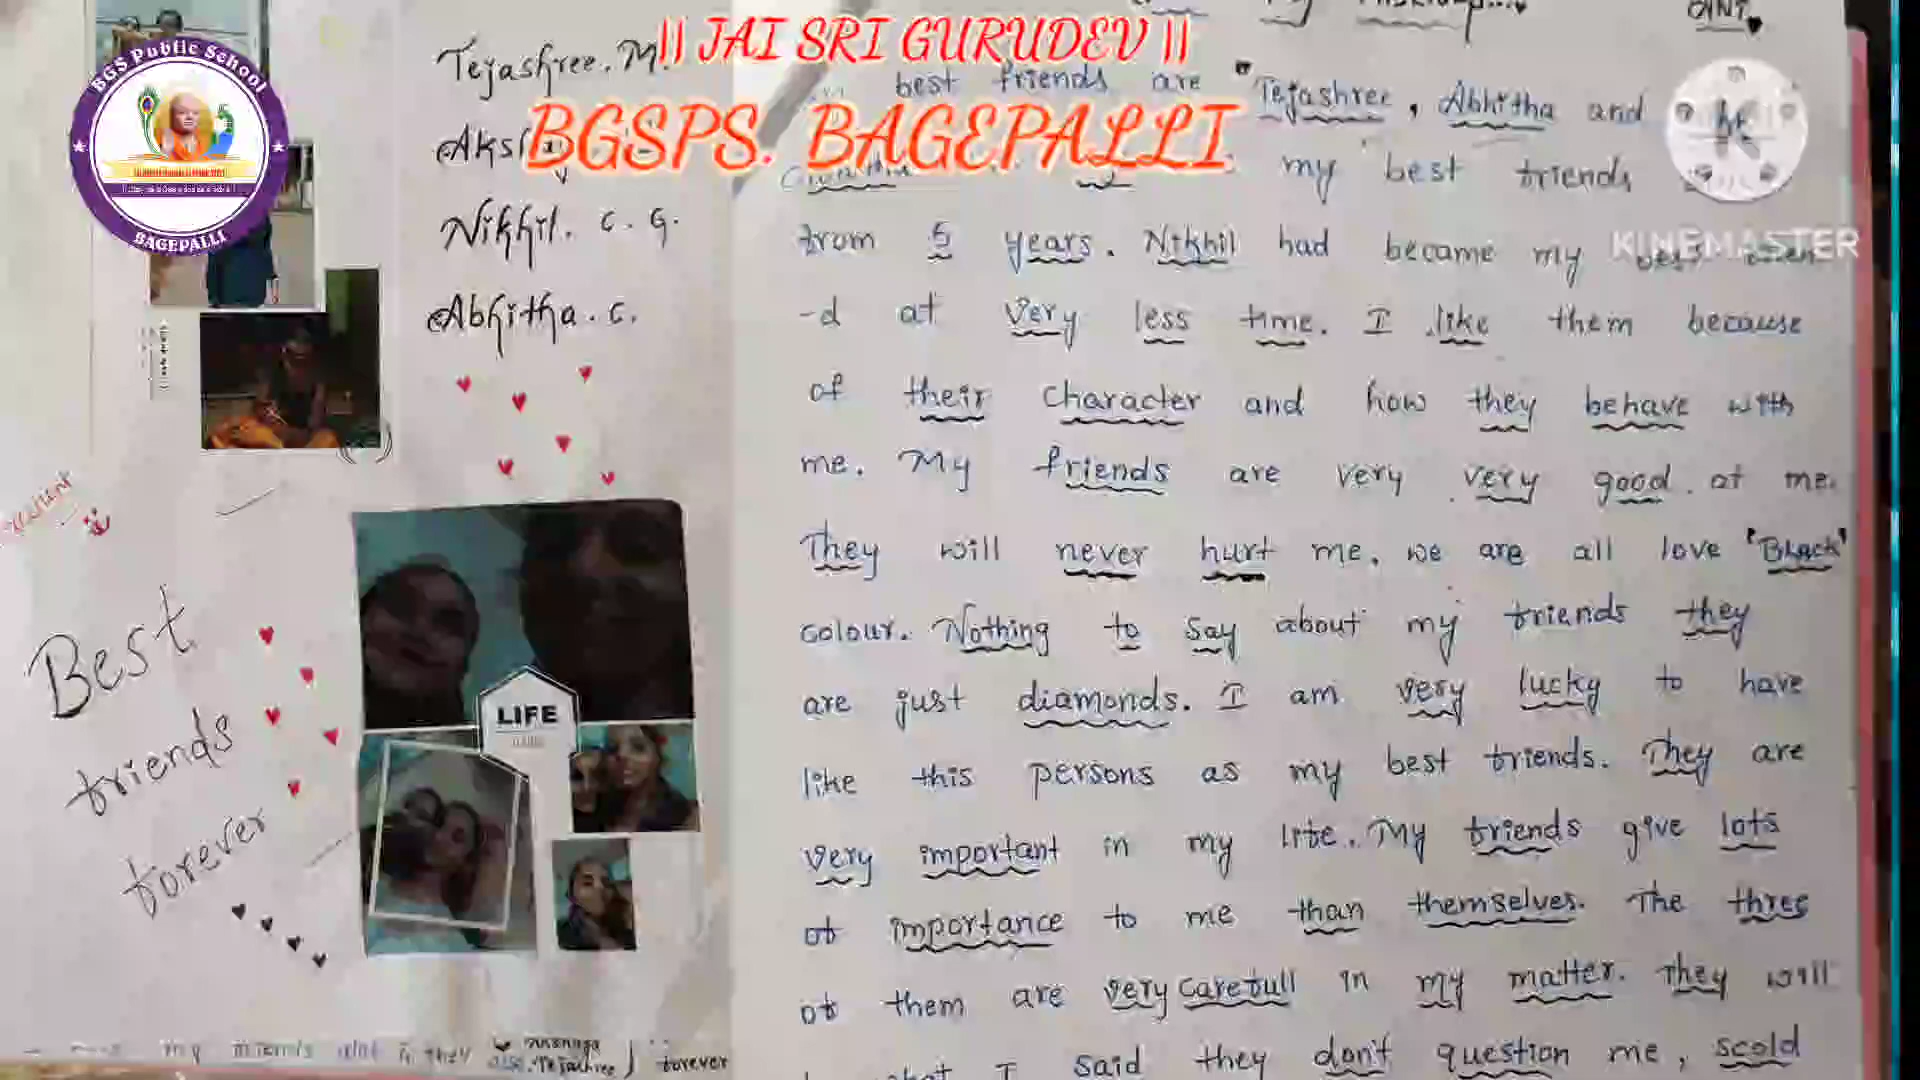 || JAI SRI GURUDEV ||
BGSPS. BAGEPALLI
BGS Public School
BAGEPALLI
KINEMASTER
Tejashree. M.
Nikhil. C. G.
Abhitha. C.
Best
friends
forever
LIFE
best friends are "Tejashree, Abhitha and
my best friends
from 5 years. Nikhil had became my best frien
-d at very less time. I like them because
of their character and how they behave with
me. My friends are very very good at me.
They will never hurt me. we are all love "Black"
colour. Nothing to say about my friends they
are just diamonds. I am very lucky to have
like this persons as my best friends. They are
very important in my life. My friends give lots
of importance to me than themselves. The three
of them are very carefull in my matter. They will
I said they don't question me, scold
my friends
forever